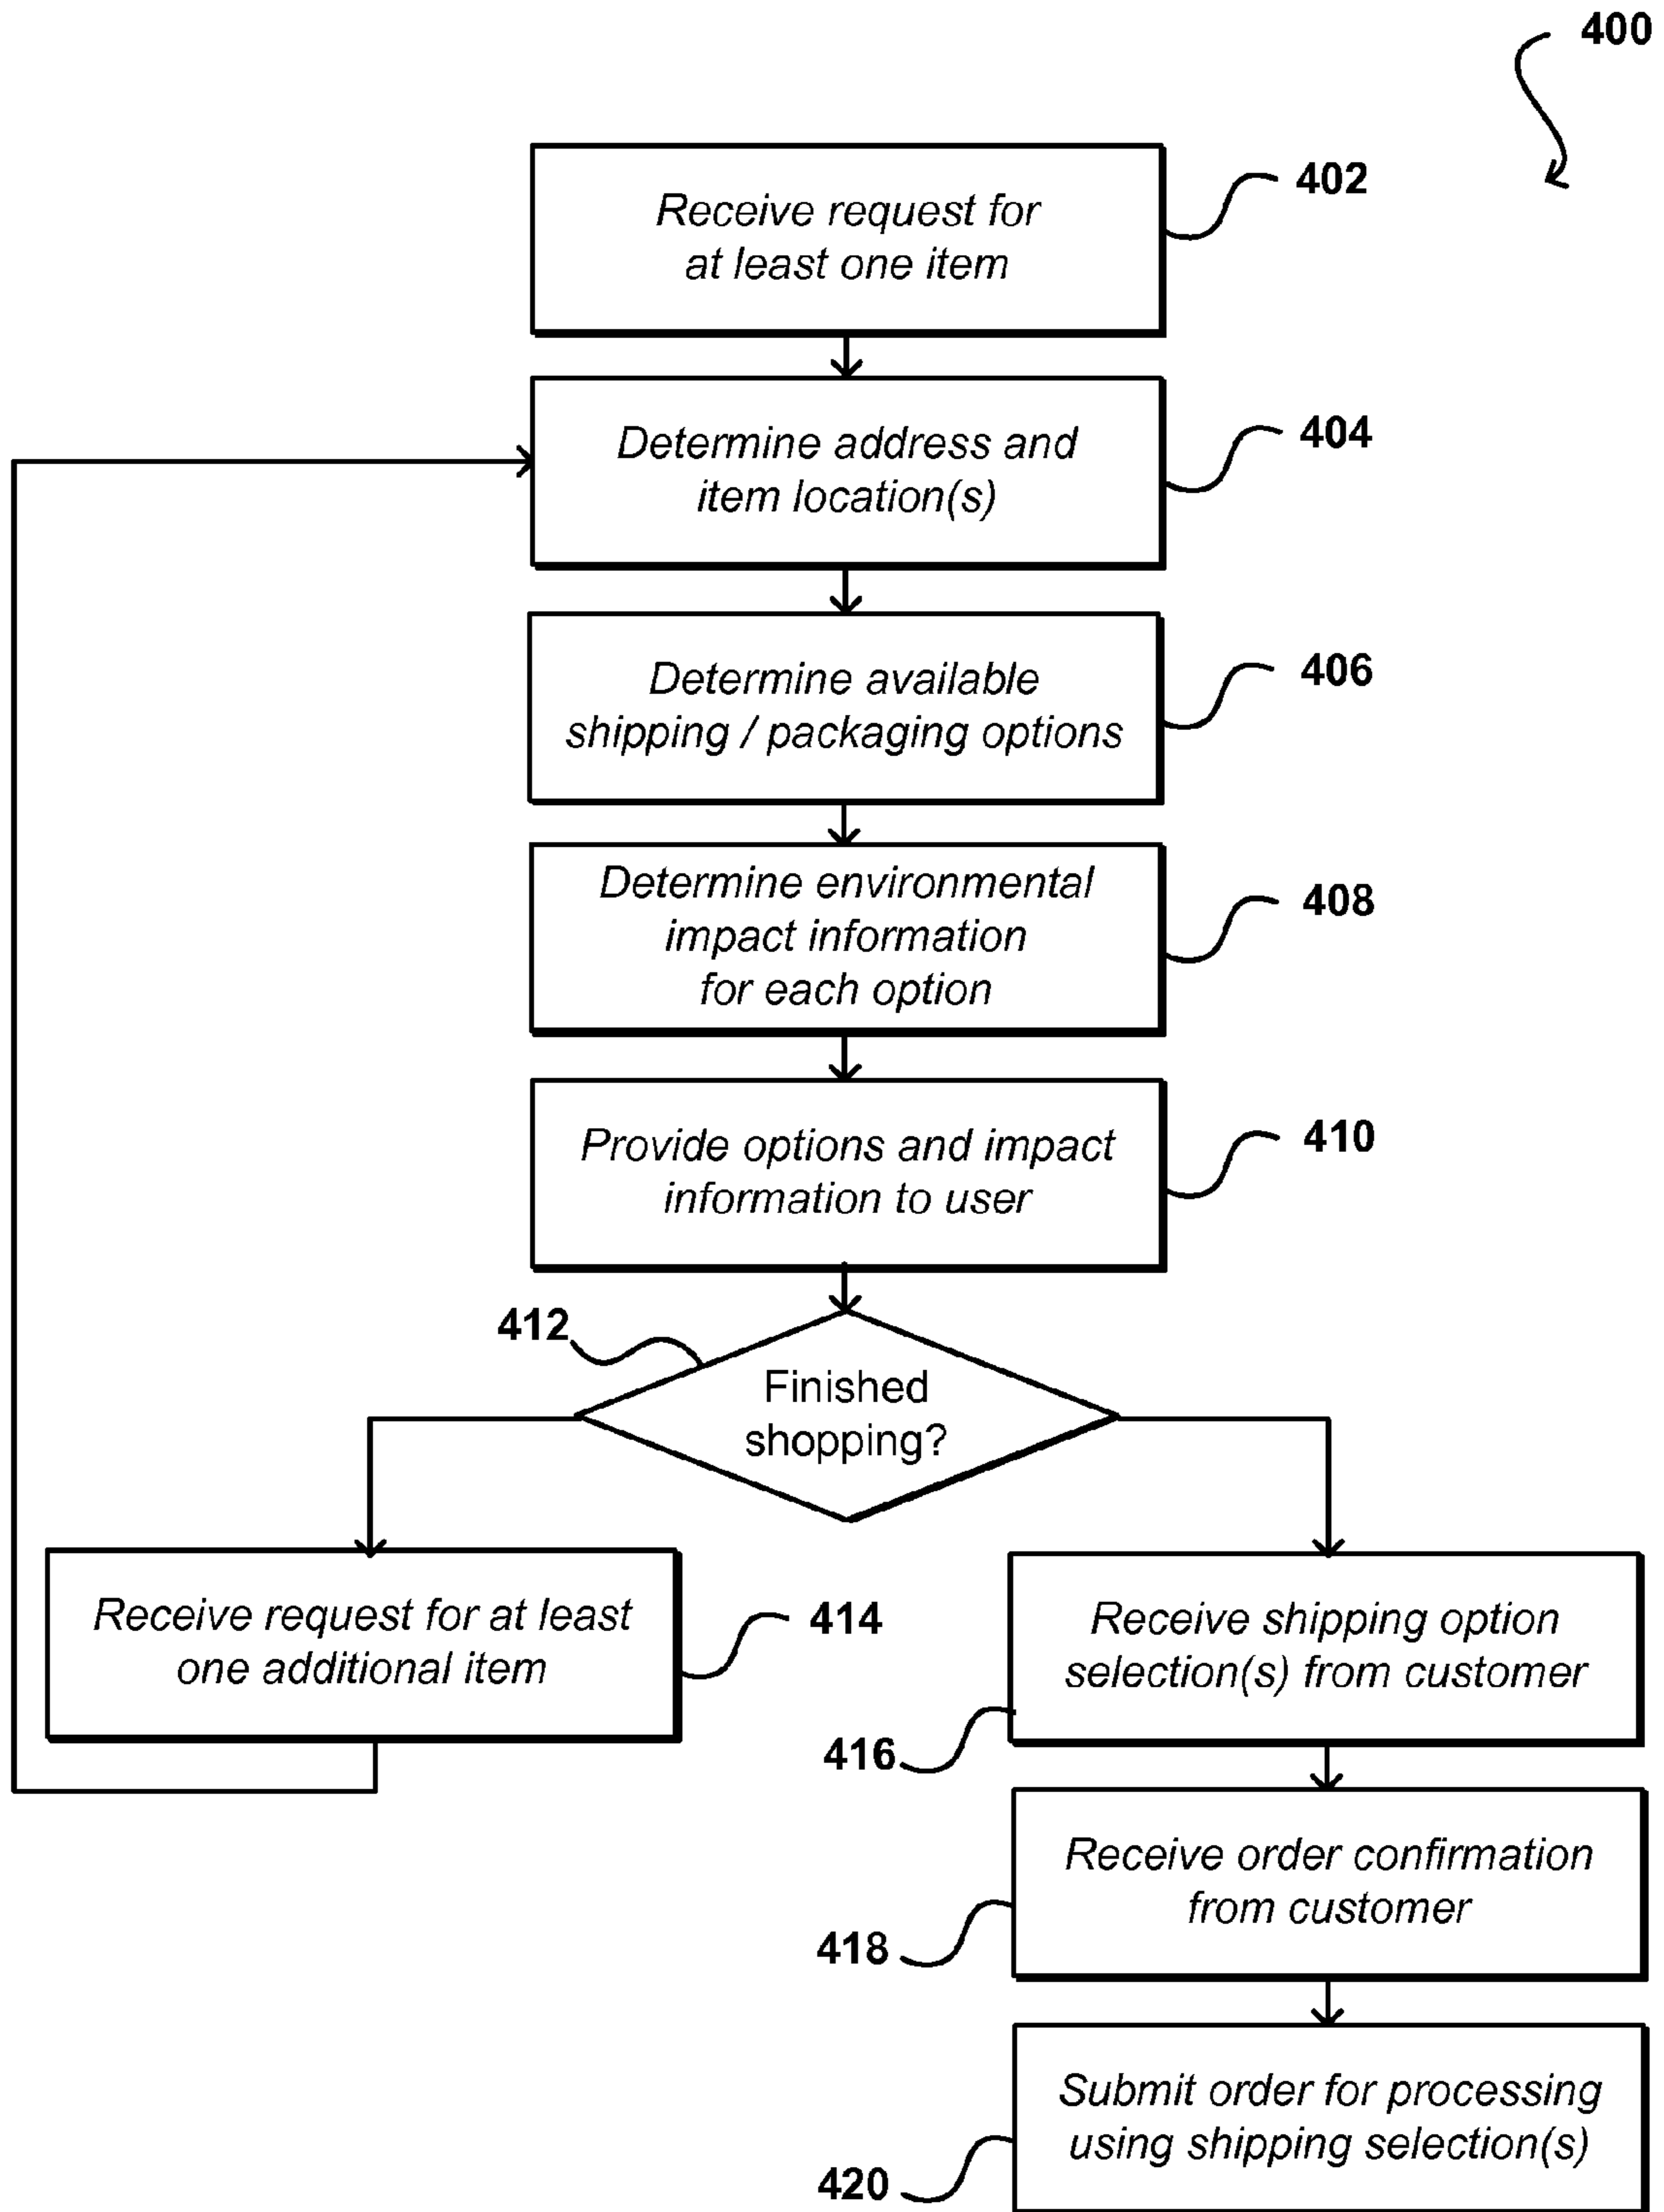 400
Receive request for
at least one item
402
Determine address and
item location(s)
404
Determine available
shipping / packaging options
406
Determine environmental
impact information
for each option
408
Provide options and impact
information to user
410
412
Finished
shopping?
Receive request for at least
one additional item
414
Receive shipping option
selection(s) from customer
416
Receive order confirmation
from customer
418
Submit order for processing
using shipping selection(s)
420